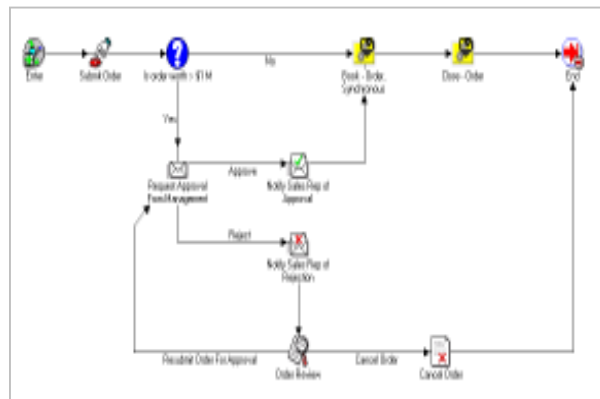 No
Enter
Submit Order
Is order worth > $1M
Book - Order,
Synchronous
Close - Order
End
Yes
Approve
Request Approval
From Management
Notify Sales Rep of
Approval
Reject
Notify Sales Rep of
Rejection
Resubmit Order For Approval
Order Review
Cancel Order
Cancel Order